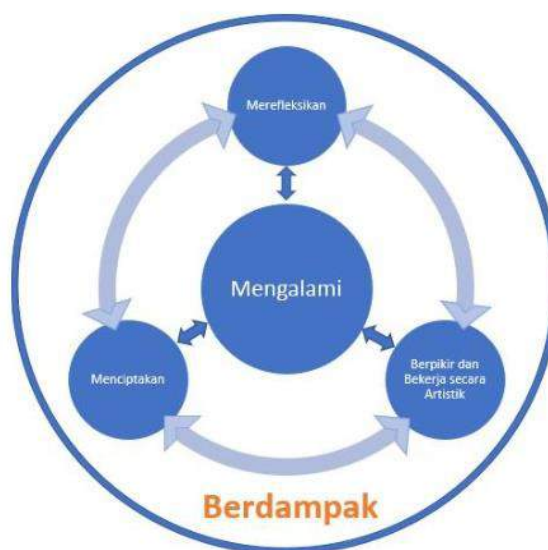 Merefleksikan
Mengalami
Menciptakan
Berpikir dan
Bekerja secara
Artistik
Berdampak